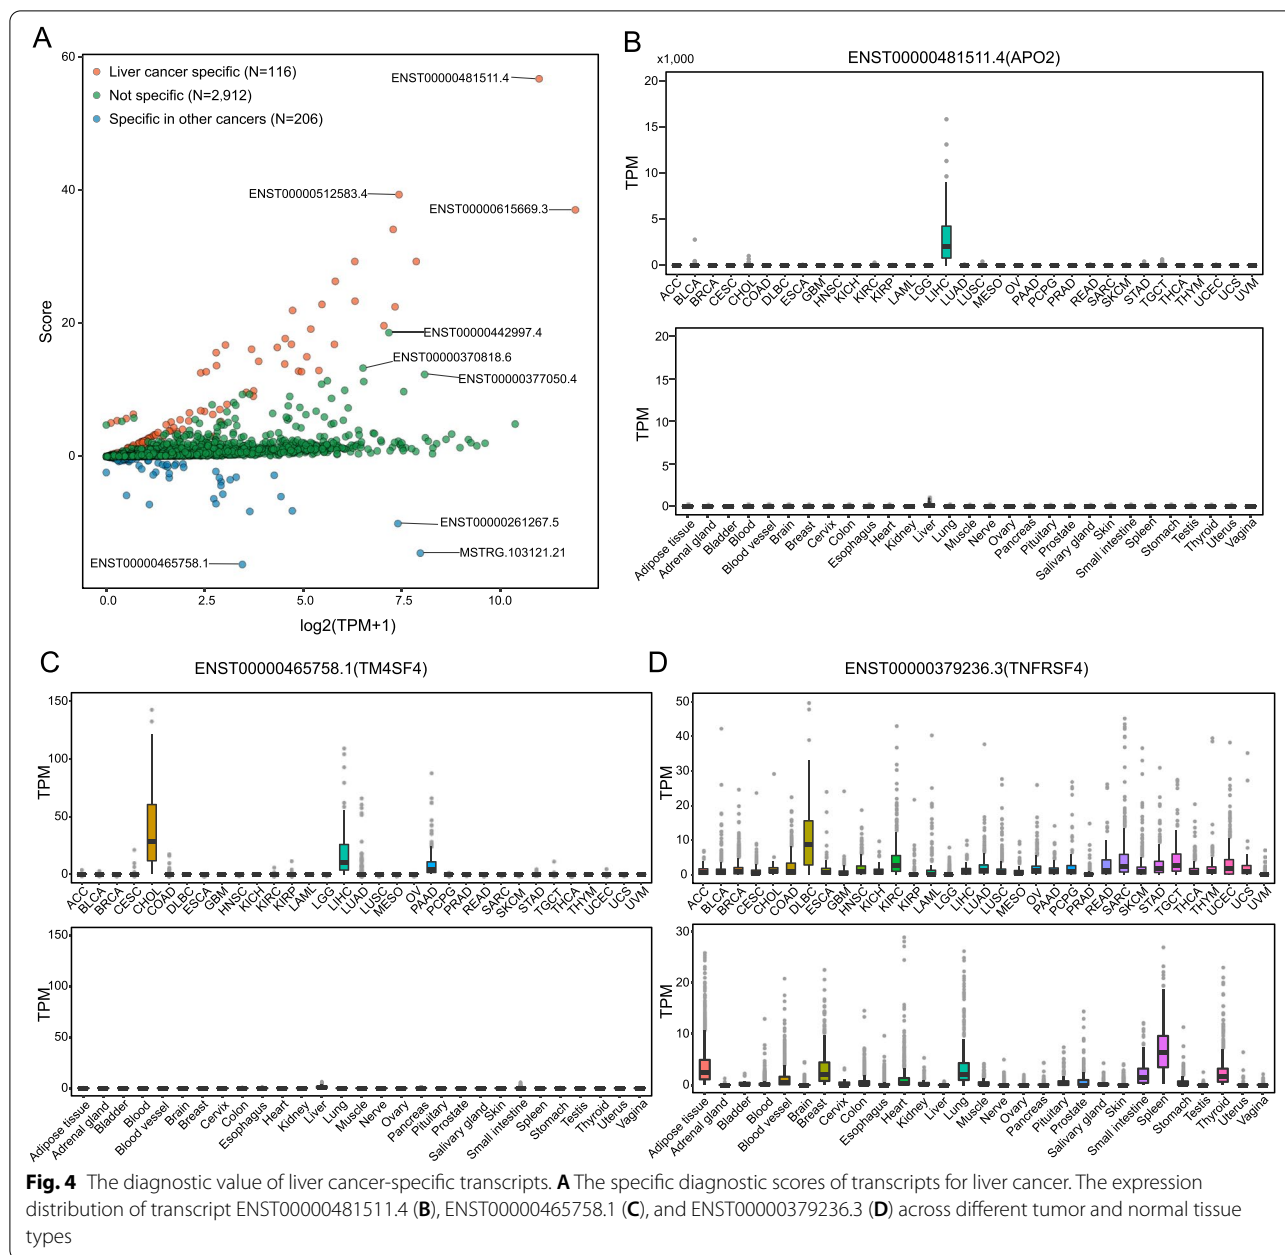 A
60
40
20
0
Score
Liver cancer specific (N=116)
Not specific (N=2,912)
Specific in other cancers (N=206)
ENST00000481511.4
ENST00000512583.4
ENST00000615669.3
ENST00000442997.4
ENST00000370818.6
ENST00000377050.4
ENST00000261267.5
MSTRG.103121.21
ENST00000465758.1
0.0 2.5 5.0 7.5 10.0
log2(TPM+1)
B
ENST00000481511.4(APO2)
x1,000
20
15
10
5
0
TPM
ACC BLCA BRCA CESC CHOL COAD DLBC ESCA GBM HNSC KICH KIRC KIRP LAML LGG LIHC LUAD LUSC MESO OV PAAD PCPG PRAD READ SARC SKCM STAD TGCT THCA THYM UCEC UCS UVM
20
15
10
5
0
TPM
Adipose tissue Adrenal gland Bladder Blood Blood vessel Brain Breast Cervix Colon Esophagus Heart Kidney Liver Lung Muscle Nerve Ovary Pancreas Pituitary Prostate Salivary gland Skin Small intestine Spleen Stomach Testis Thyroid Uterus Vagina
C
ENST00000465758.1(TM4SF4)
150
100
50
0
TPM
ACC BLCA BRCA CESC CHOL COAD DLBC ESCA GBM HNSC KICH KIRC KIRP LAML LGG LIHC LUAD LUSC MESO OV PAAD PCPG PRAD READ SARC SKCM STAD TGCT THCA THYM UCEC UCS UVM
150
100
50
0
TPM
Adipose tissue Adrenal gland Bladder Blood Blood vessel Brain Breast Cervix Colon Esophagus Heart Kidney Liver Lung Muscle Nerve Ovary Pancreas Pituitary Prostate Salivary gland Skin Small intestine Spleen Stomach Testis Thyroid Uterus Vagina
D
ENST00000379236.3(TNFRSF4)
50
40
30
20
10
0
TPM
ACC BLCA BRCA CESC CHOL COAD DLBC ESCA GBM HNSC KICH KIRC KIRP LAML LGG LIHC LUAD LUSC MESO OV PAAD PCPG PRAD READ SARC SKCM STAD TGCT THCA THYM UCEC UCS UVM
30
20
10
0
TPM
Adipose tissue Adrenal gland Bladder Blood Blood vessel Brain Breast Cervix Colon Esophagus Heart Kidney Liver Lung Muscle Nerve Ovary Pancreas Pituitary Prostate Salivary gland Skin Small intestine Spleen Stomach Testis Thyroid Uterus Vagina
Fig. 4 The diagnostic value of liver cancer-specific transcripts. A The specific diagnostic scores of transcripts for liver cancer. The expression
distribution of transcript ENST00000481511.4 (B), ENST00000465758.1 (C), and ENST00000379236.3 (D) across different tumor and normal tissue
types